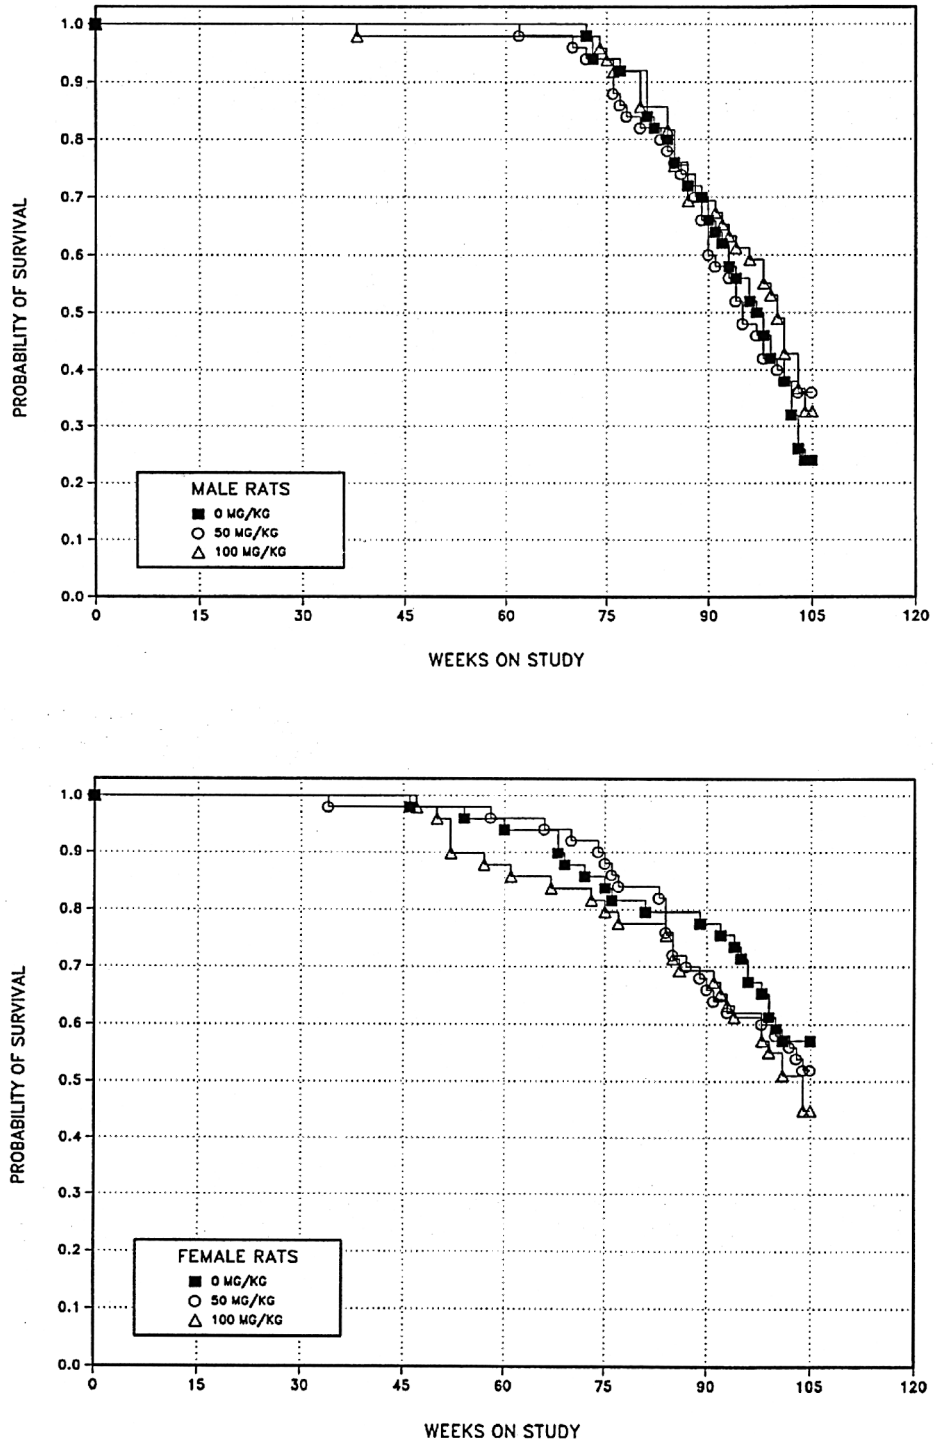 1.0
0.9
0.8
0.7
0.6
0.5
0.4
0.3
0.2
0.1
0.0
PROBABILITY OF SURVIVAL
MALE RATS
0 MG/KG
50 MG/KG
100 MG/KG
0 15 30 45 60 75 90 105 120
WEEKS ON STUDY
1.0
0.9
0.8
0.7
0.6
0.5
0.4
0.3
0.2
0.1
0.0
PROBABILITY OF SURVIVAL
FEMALE RATS
0 MG/KG
50 MG/KG
100 MG/KG
0 15 30 45 60 75 90 105 120
WEEKS ON STUDY